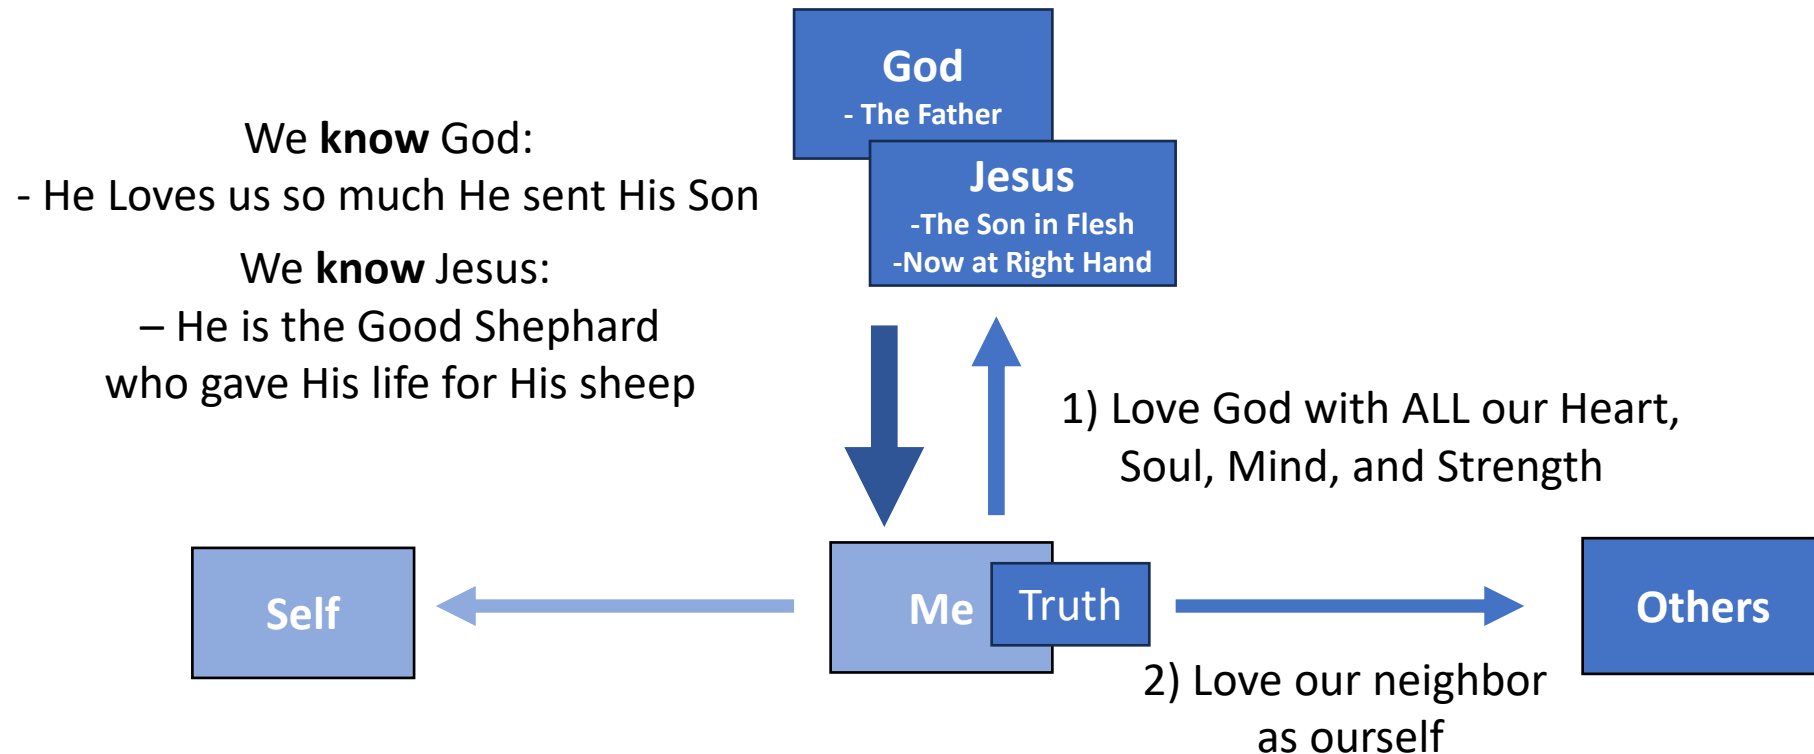 God
- The Father
Jesus
-The Son in Flesh
-Now at Right Hand
We know God:
- He Loves us so much He sent His Son
We know Jesus:
– He is the Good Shephard
who gave His life for His sheep
1) Love God with ALL our Heart,
Soul, Mind, and Strength
Self
Me
Truth
Others
2) Love our neighbor
as ourself